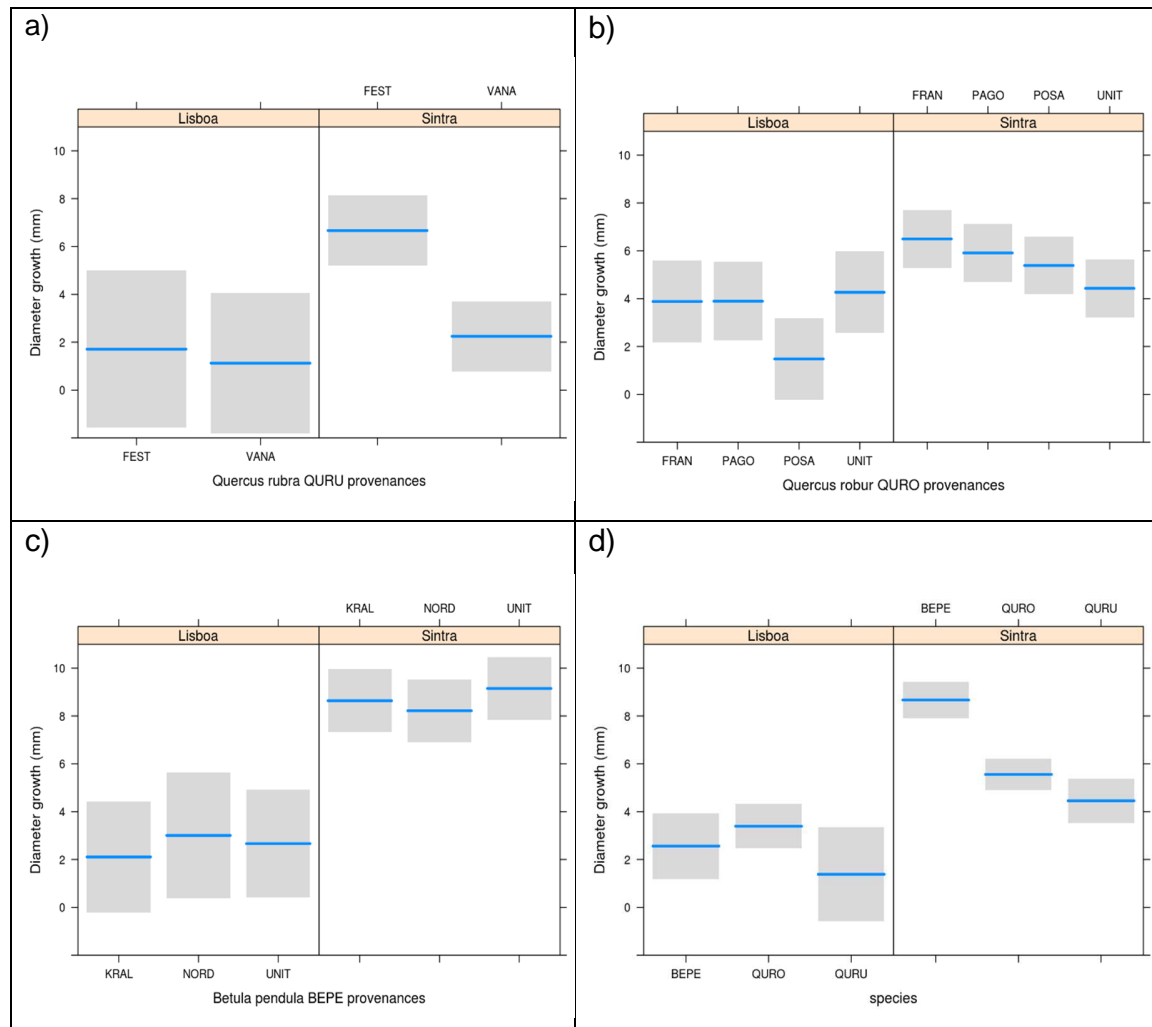 a)
FEST VANA
Lisboa Sintra
10
8
6
4
2
0
Diameter growth (mm)
FEST VANA
Quercus rubra QURU provenances
b)
FRAN PAGO POSA UNIT
Lisboa Sintra
10
8
6
4
2
0
Diameter growth (mm)
FRAN PAGO POSA UNIT
Quercus robur QURO provenances
c)
KRAL NORD UNIT
Lisboa Sintra
10
8
6
4
2
0
Diameter growth (mm)
KRAL NORD UNIT
Betula pendula BEPE provenances
d)
BEPE QURO QURU
Lisboa Sintra
10
8
6
4
2
0
Diameter growth (mm)
BEPE QURO QURU
species